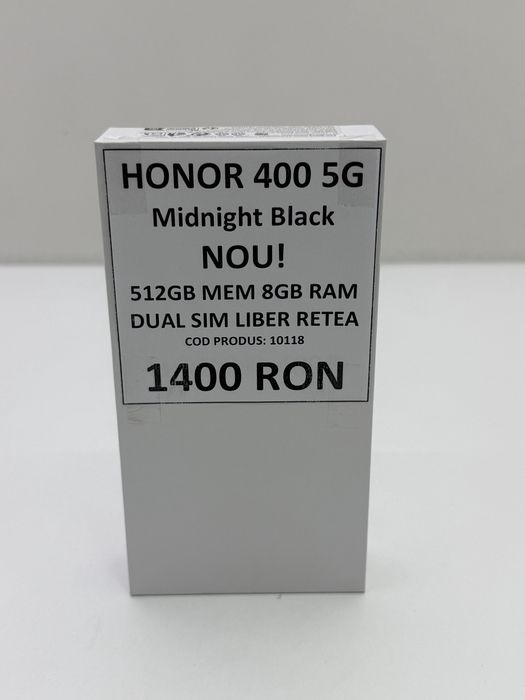 HONOR 400 5G
Midnight Black
NOU!
512GB MEM 8GB RAM
DUAL SIM LIBER RETEA
COD PRODUS: 10118
1400 RON